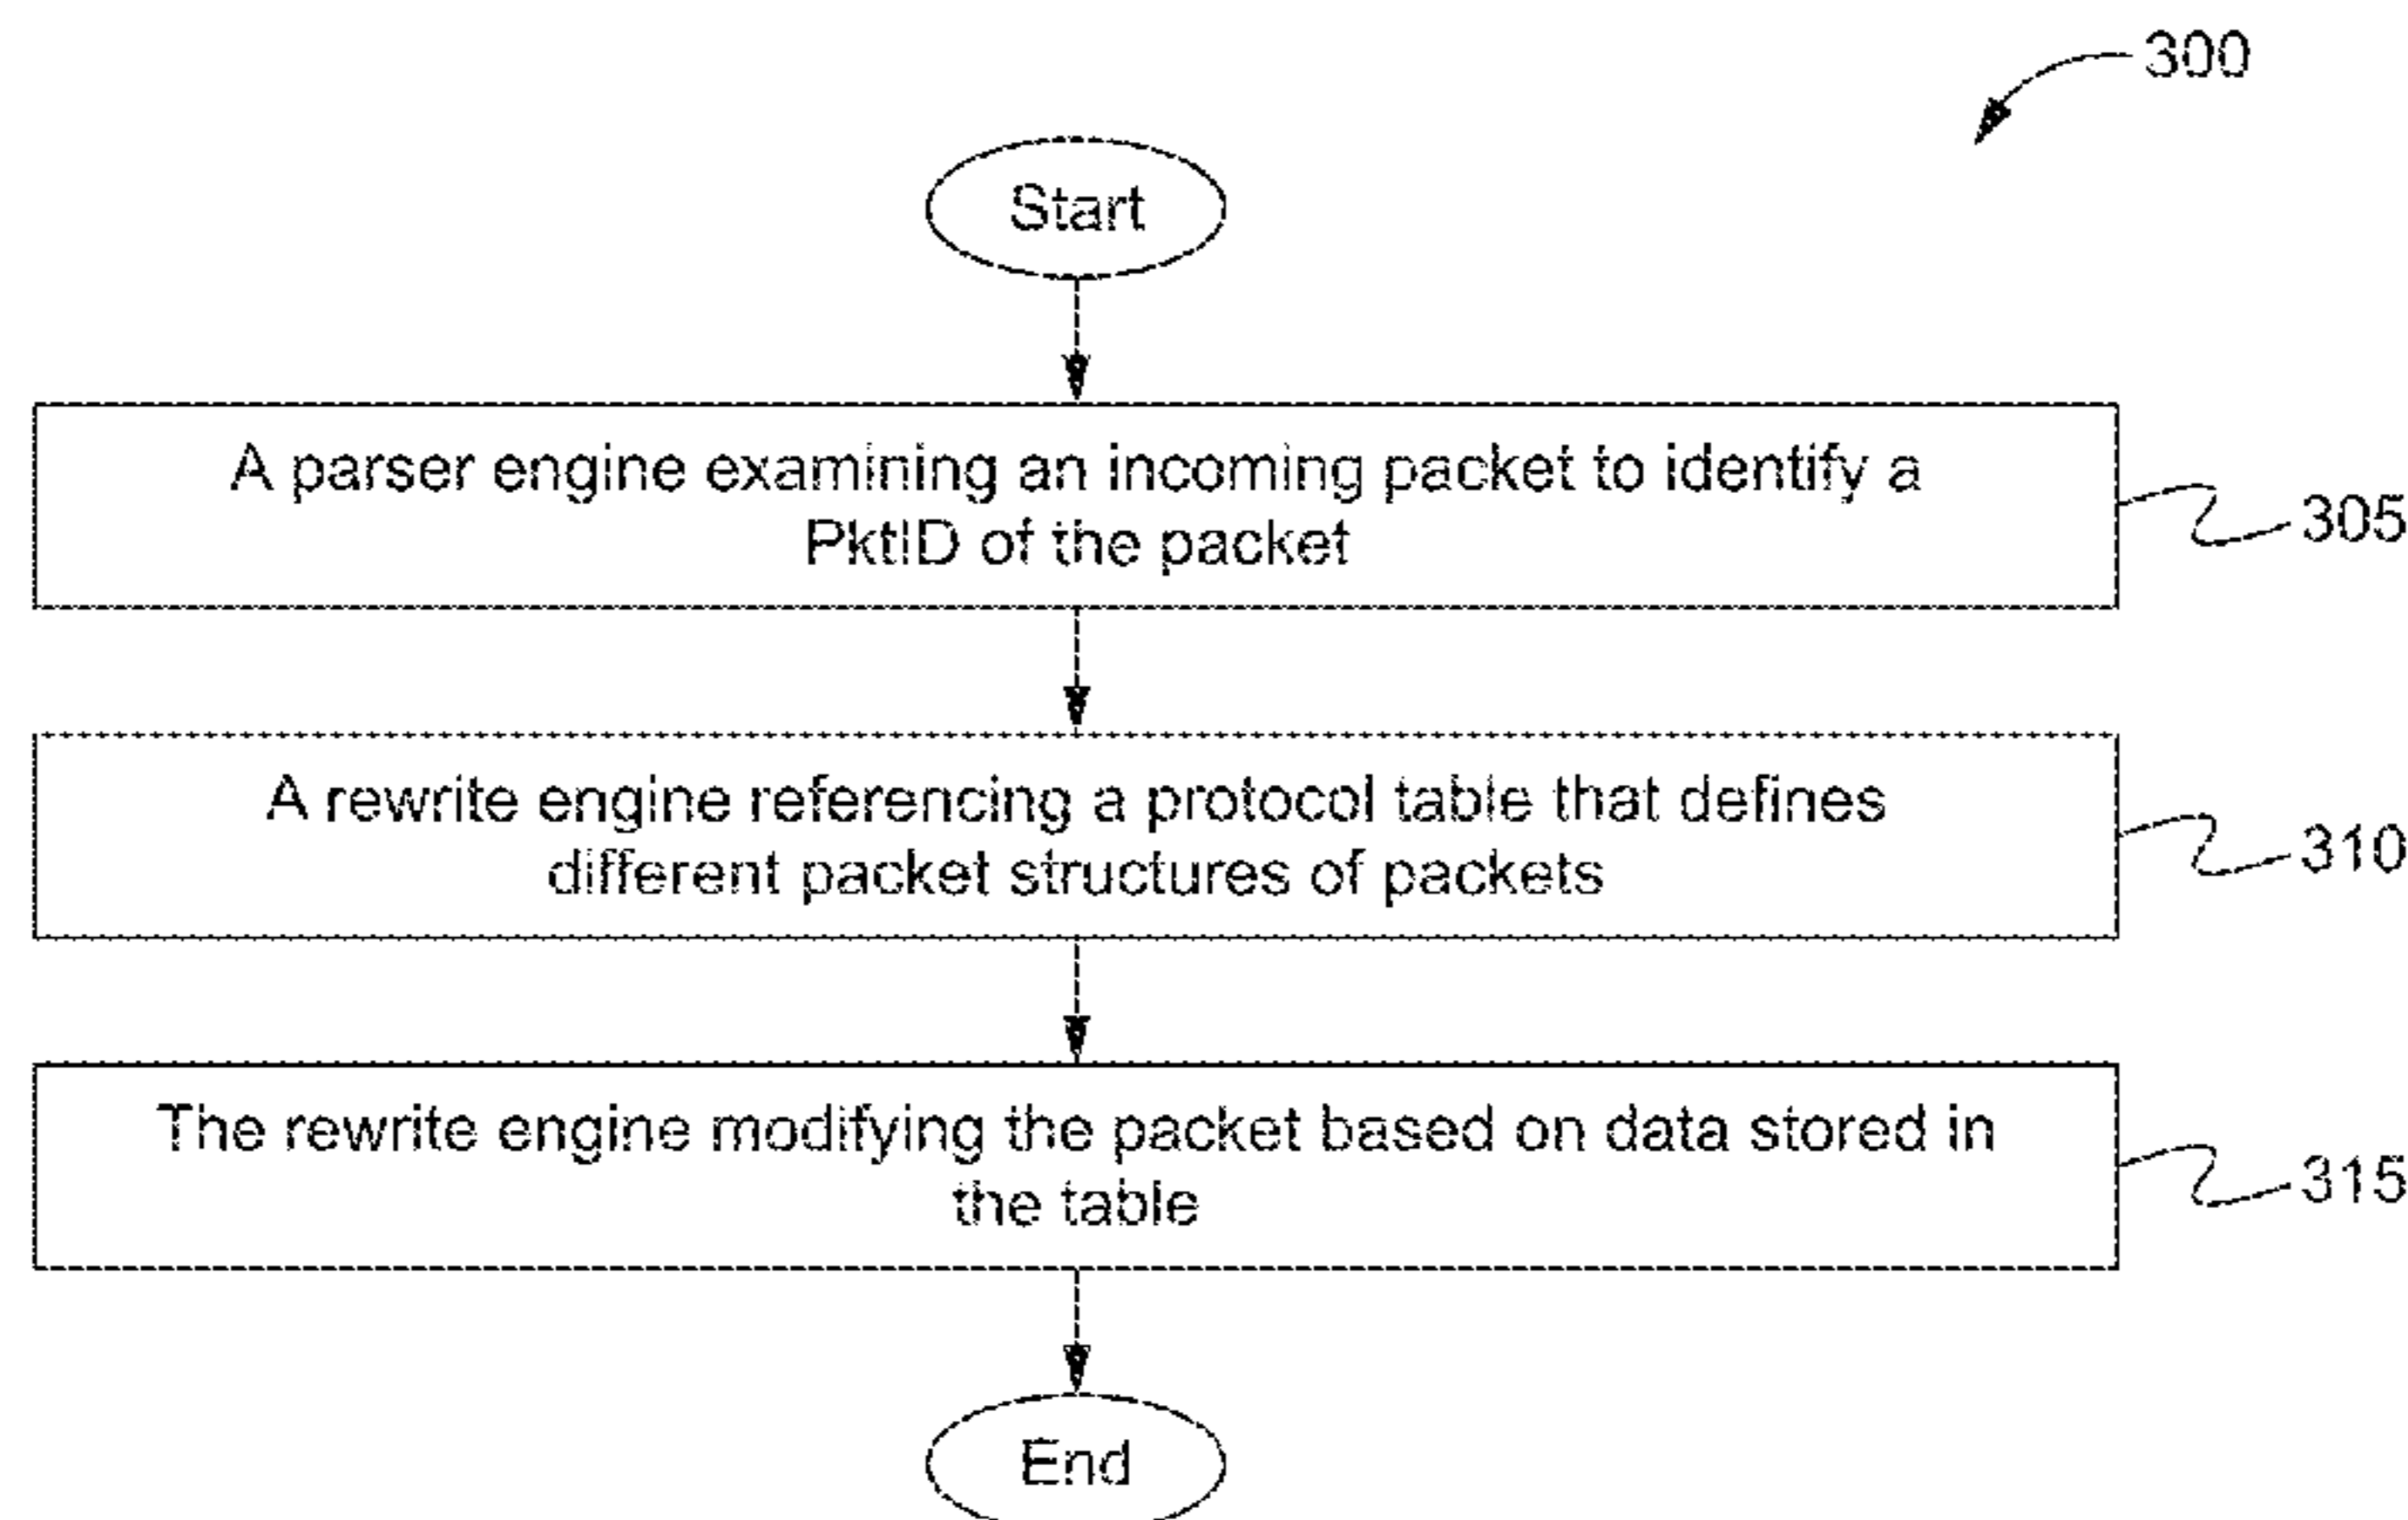 300
Start
A parser engine examining an incoming packet to identify a
PktID of the packet
305
A rewrite engine referencing a protocol table that defines
different packet structures of packets
310
The rewrite engine modifying the packet based on data stored in
the table
315
End